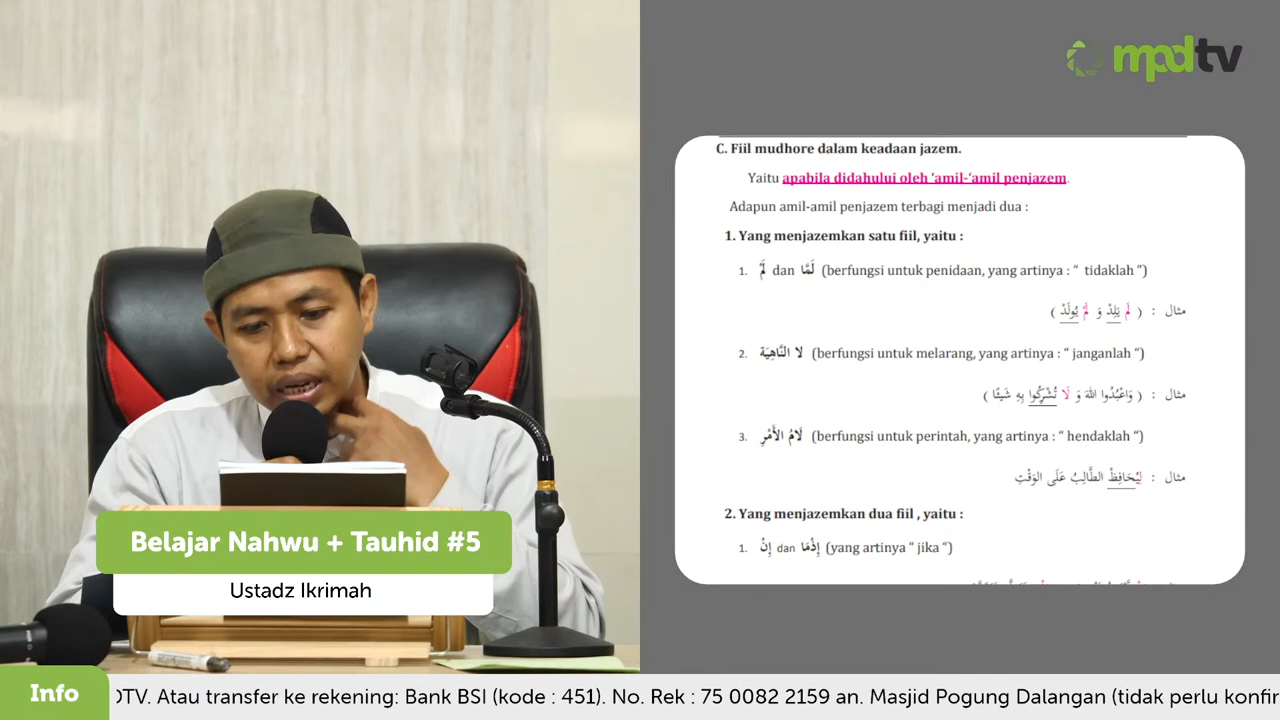 mpdtv
C. Fiil mudhore dalam keadaan jazem.
Yaitu apabila didahului oleh ‘amil-‘amil penjazem.
Adapun amil-amil penjazem terbagi menjadi dua :
1. Yang menjazemkan satu fiil, yaitu :
1. لَمْ dan لَمَّا (berfungsi untuk penidaan, yang artinya : “ tidaklah “)
مثال : ( لَم يَلِدْ وَ لَمْ يُولَدْ )
2. لا النَّاهِيَة (berfungsi untuk melarang, yang artinya : “ janganlah “)
مثال : ( وَاعْبُدُوا اللهَ وَ لَا تُشْرِكُوا بِهِ شَيئًا )
3. لَامُ الأَمْرِ (berfungsi untuk perintah, yang artinya : “ hendaklah “)
مثال : لِيُحَافِظْ الطَّالِبُ عَلَى الوَقْتِ
2. Yang menjazemkan dua fiil , yaitu :
1. إِنْ dan إِذْمَا (yang artinya “ jika “)
Belajar Nahwu + Tauhid #5
Ustadz Ikrimah
Info
DTV. Atau transfer ke rekening: Bank BSI (kode : 451). No. Rek : 75 0082 2159 an. Masjid Pogung Dalangan (tidak perlu konfir